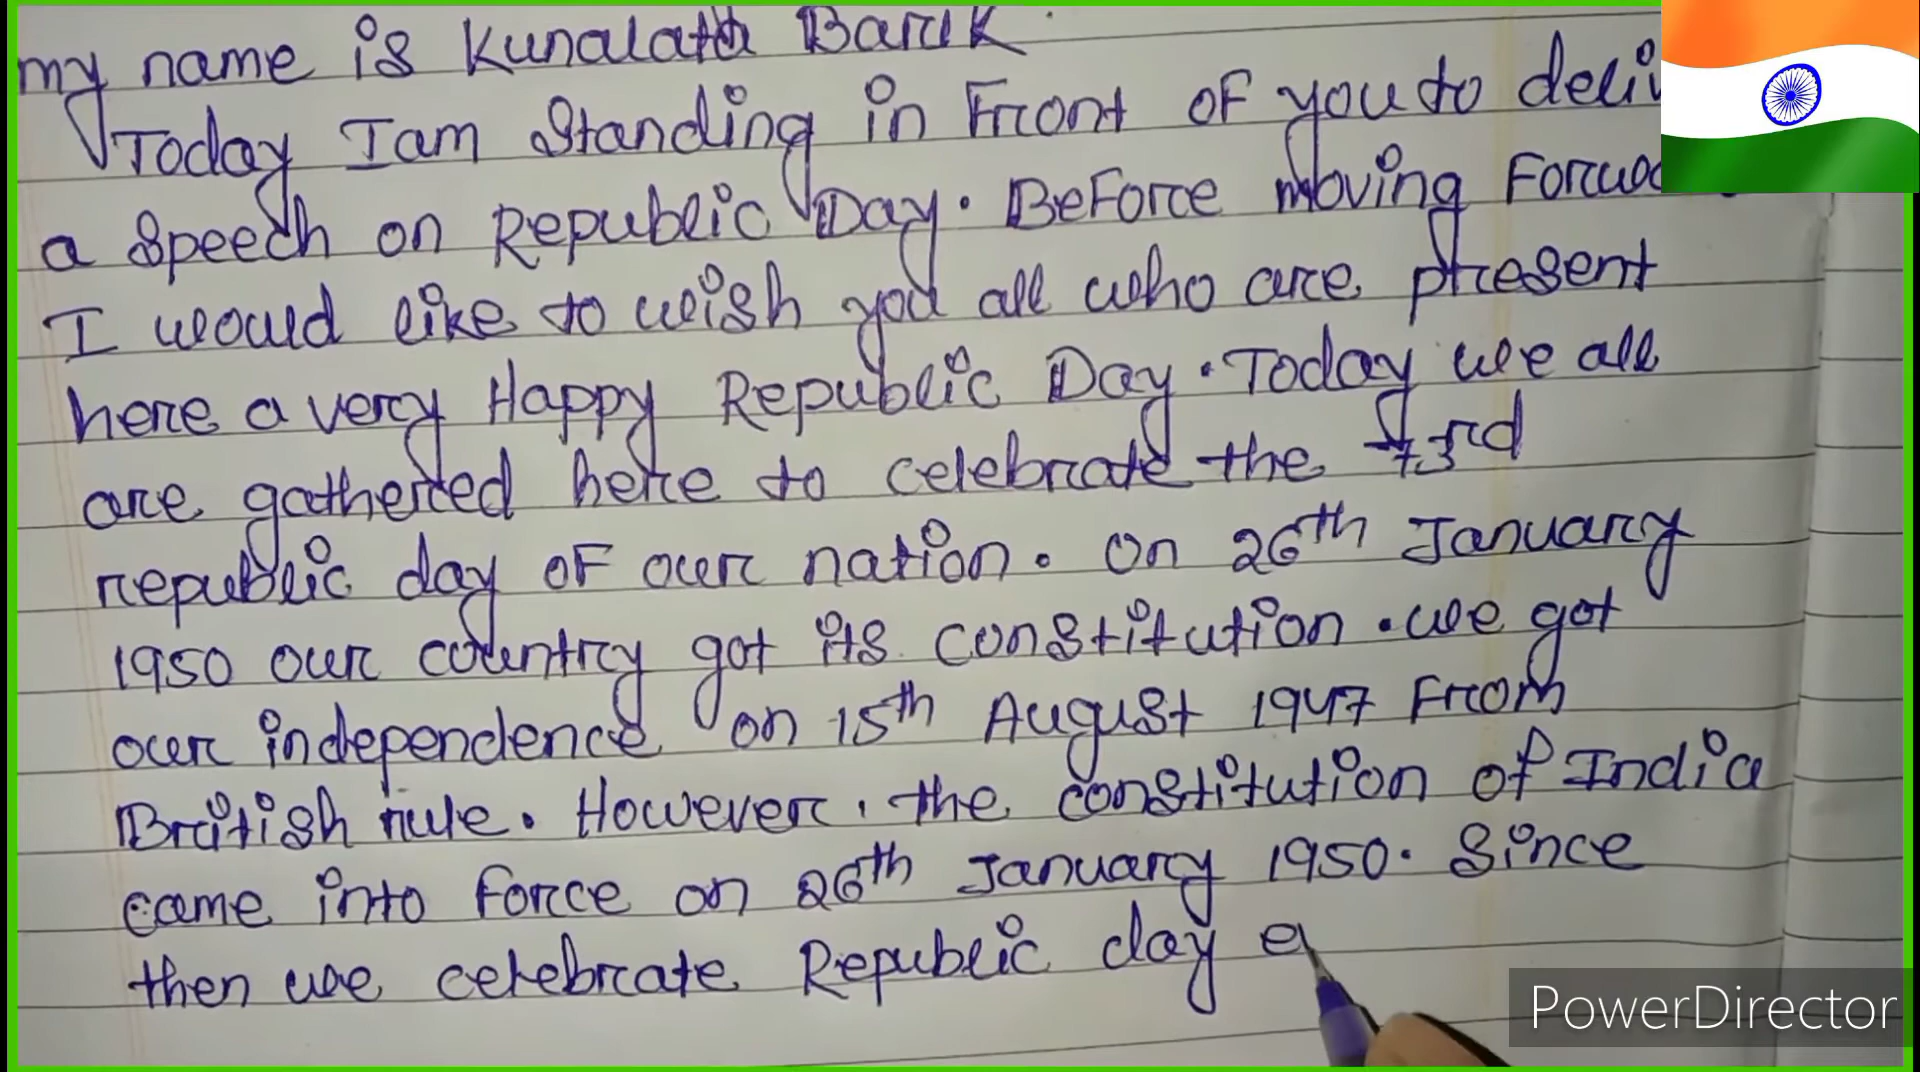 my name is Kunalata Barik.
Today I am Standing in Front of you to
a speech on Republic Day. Before moving
I would like to wish you all who are present
here a very Happy Republic Day. Today we all
are gathered here to celebrate the 73rd
republic day of our nation. On 26th January
1950 our country got its constitution. we got
our independence on 15th August 1947 From
British rule. However, the constitution of India
came into force on 26th January 1950. Since
then we celebrate Republic day
PowerDirector